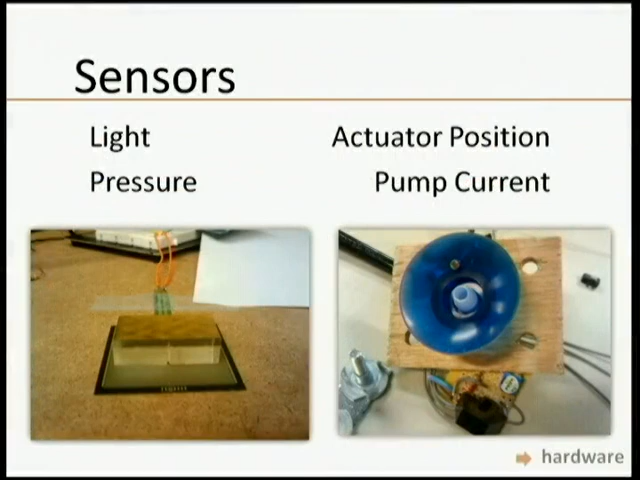 Sensors
Light
Pressure
Actuator Position
Pump Current
hardware